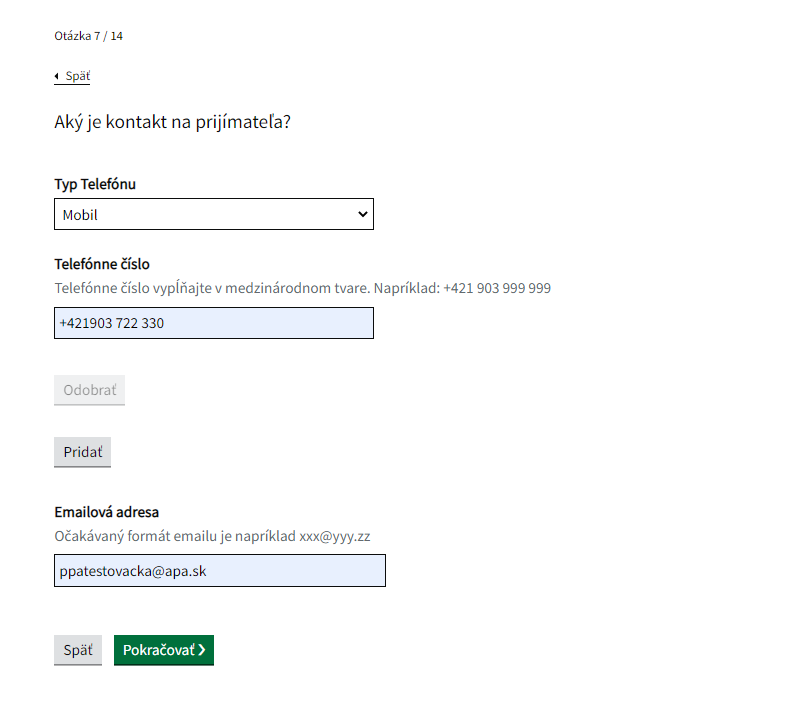 Otázka 7 / 14
Späť
Aký je kontakt na prijímateľa?
Typ Telefónu
Mobil
Telefónne číslo
Telefónne číslo vypĺňajte v medzinárodnom tvare. Napríklad: +421 903 999 999
+421903 722 330
Odobrať
Pridať
Emailová adresa
Očakávaný formát emailu je napríklad xxx@yyy.zz
ppatestovacka@apa.sk
Späť Pokračovať ❯